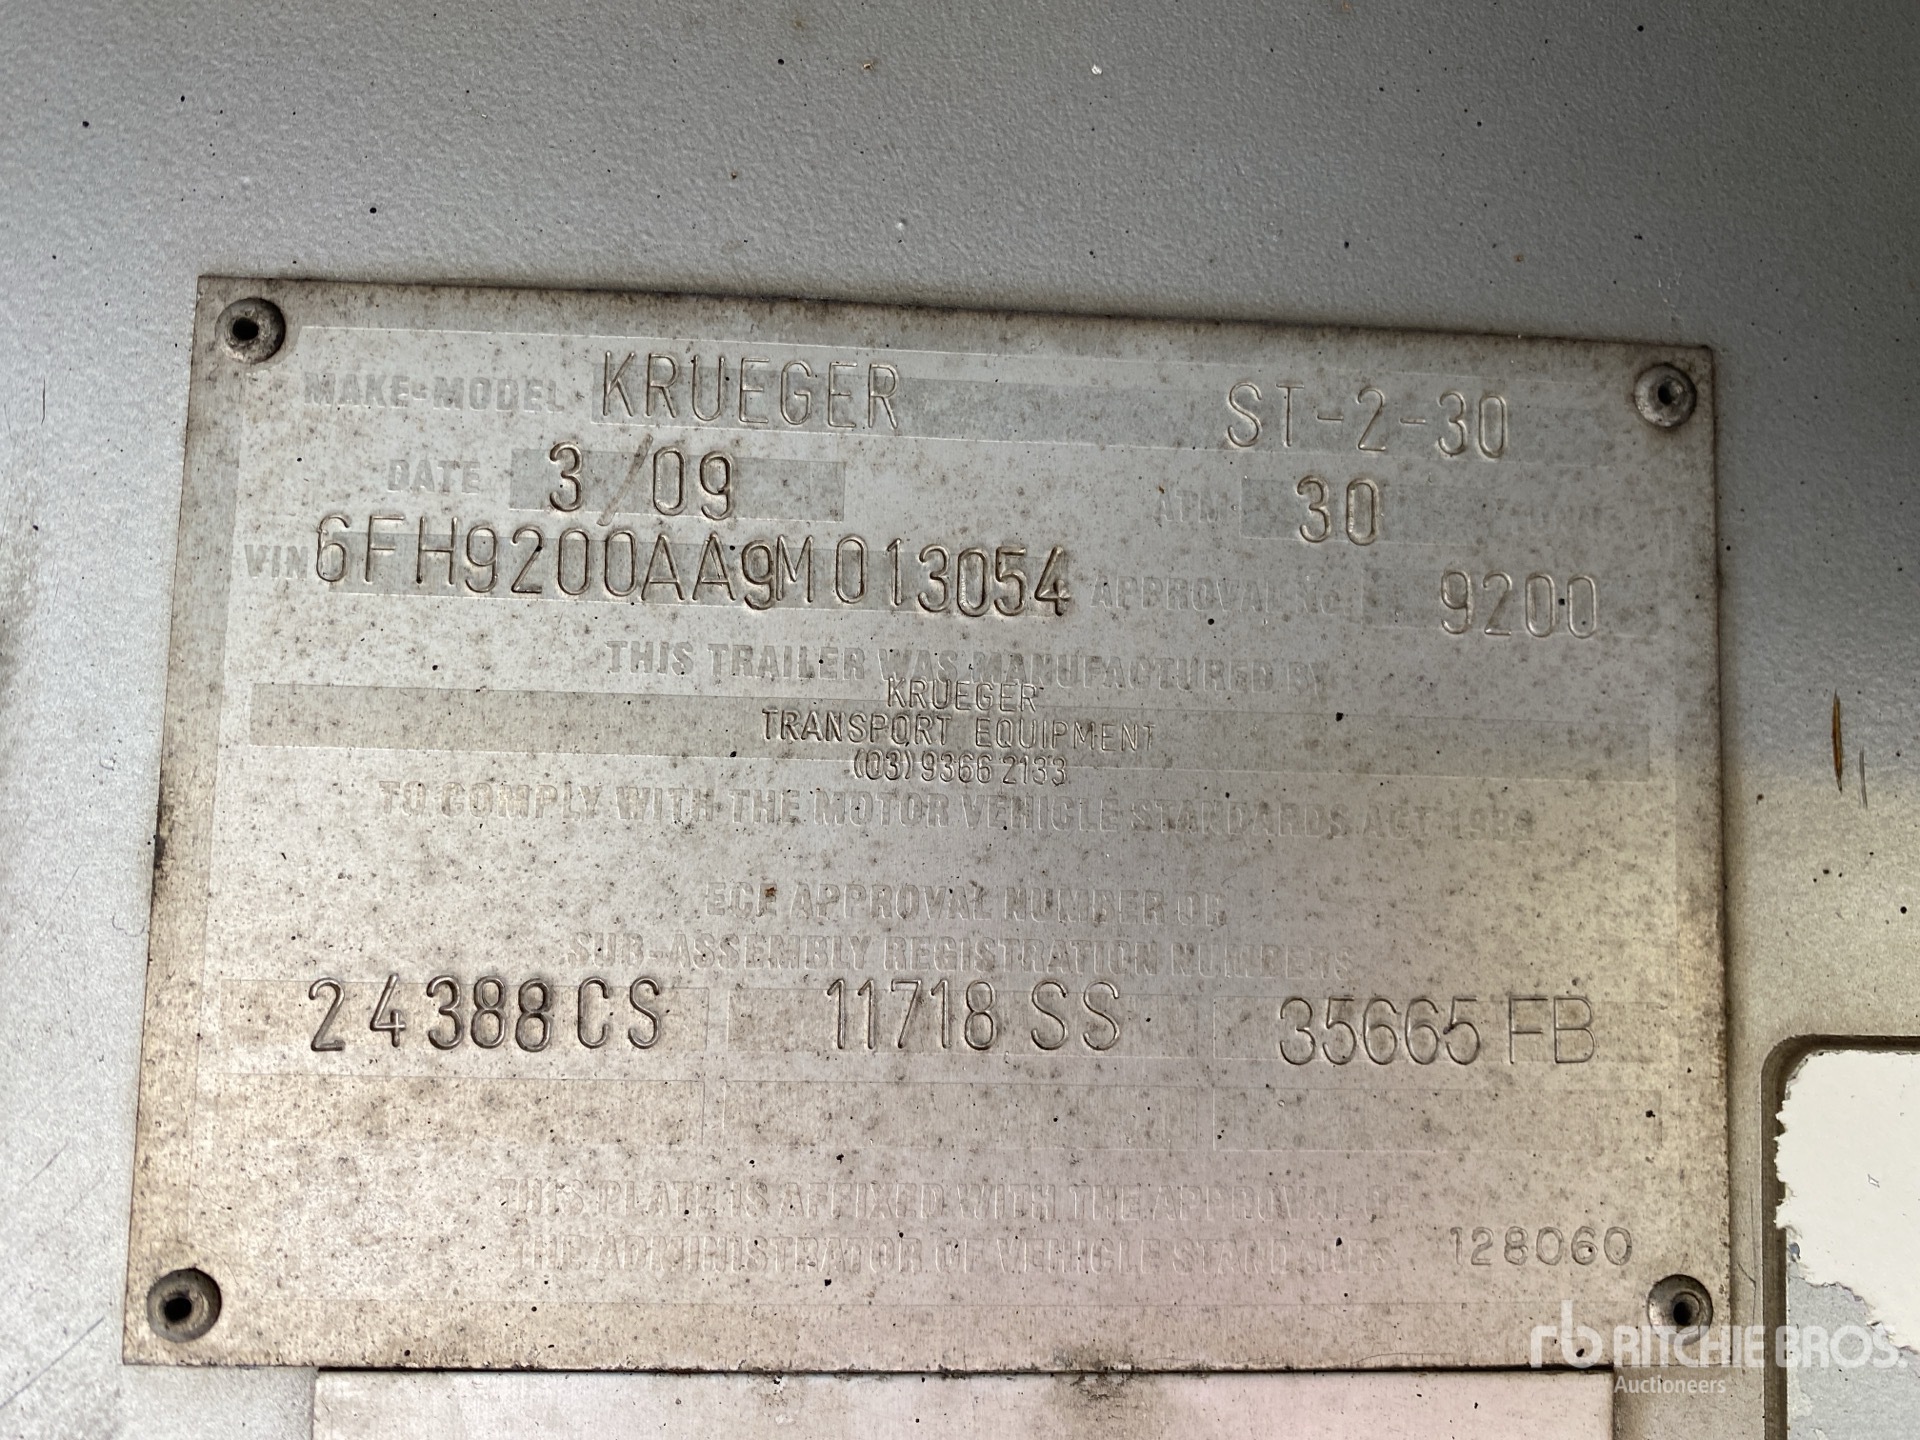 MAKE-MODEL KRUEGER ST-2-30
DATE 3/09 ATM 30
VIN 6FH9200AA9M013054 APPROVAL No 9200
THIS TRAILER WAS MANUFACTURED BY
KRUEGER
TRANSPORT EQUIPMENT
(03) 9366 2133
TO COMPLY WITH THE MOTOR VEHICLE STANDARDS ACT 1989
ECE APPROVAL NUMBER OR
SUB-ASSEMBLY REGISTRATION NUMBERS
24388CS 11718 SS 35665 FB
THIS PLATE IS AFFIXED WITH THE APPROVAL OF
THE ADMINISTRATOR OF VEHICLE STANDARDS 128060
rb RITCHIE BROS.
Auctioneers